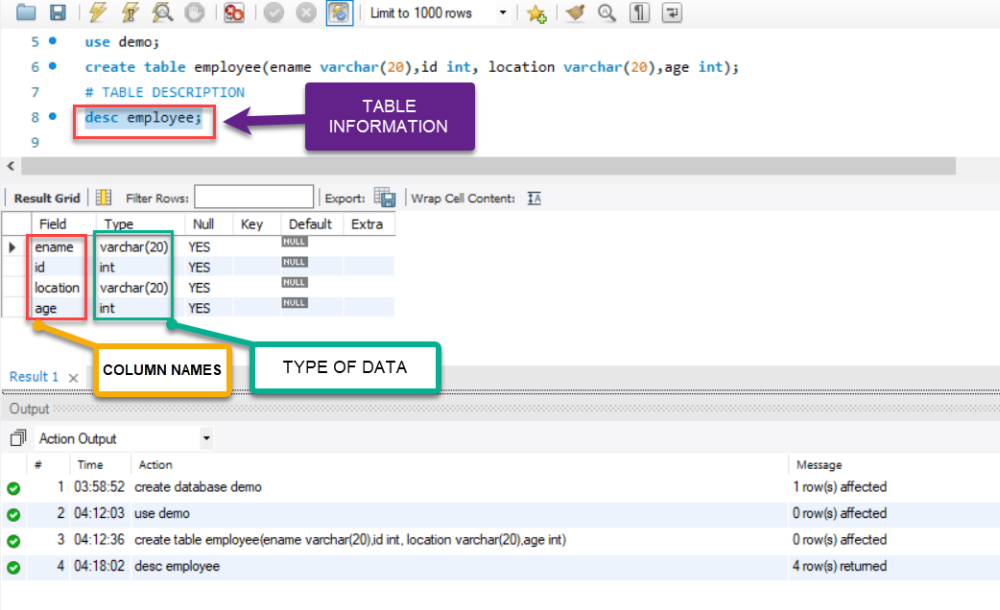 Limit to 1000 rows
5 use demo;
6 create table employee(ename varchar(20),id int, location varchar(20),age int);
7 # TABLE DESCRIPTION
8 desc employee;
9
TABLE
INFORMATION
Result Grid Filter Rows: Export: Wrap Cell Content: IA
Field Type Null Key Default Extra
ename varchar(20) YES NULL
id int YES NULL
location varchar(20) YES NULL
age int YES NULL
COLUMN NAMES
TYPE OF DATA
Result 1
Output
Action Output
# Time Action Message
1 03:58:52 create database demo 1 row(s) affected
2 04:12:03 use demo 0 row(s) affected
3 04:12:36 create table employee(ename varchar(20),id int, location varchar(20),age int) 0 row(s) affected
4 04:18:02 desc employee 4 row(s) returned